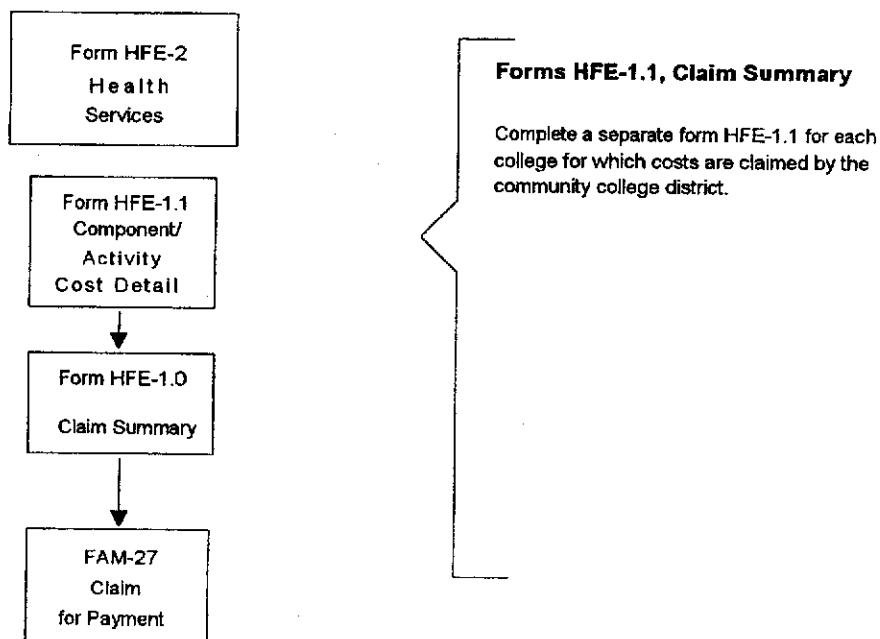 Form HFE-2
Health
Services
Form HFE-1.1
Component/
Activity
Cost Detail
Form HFE-1.0
Claim Summary
FAM-27
Claim
for Payment
Forms HFE-1.1, Claim Summary
Complete a separate form HFE-1.1 for each
college for which costs are claimed by the
community college district.